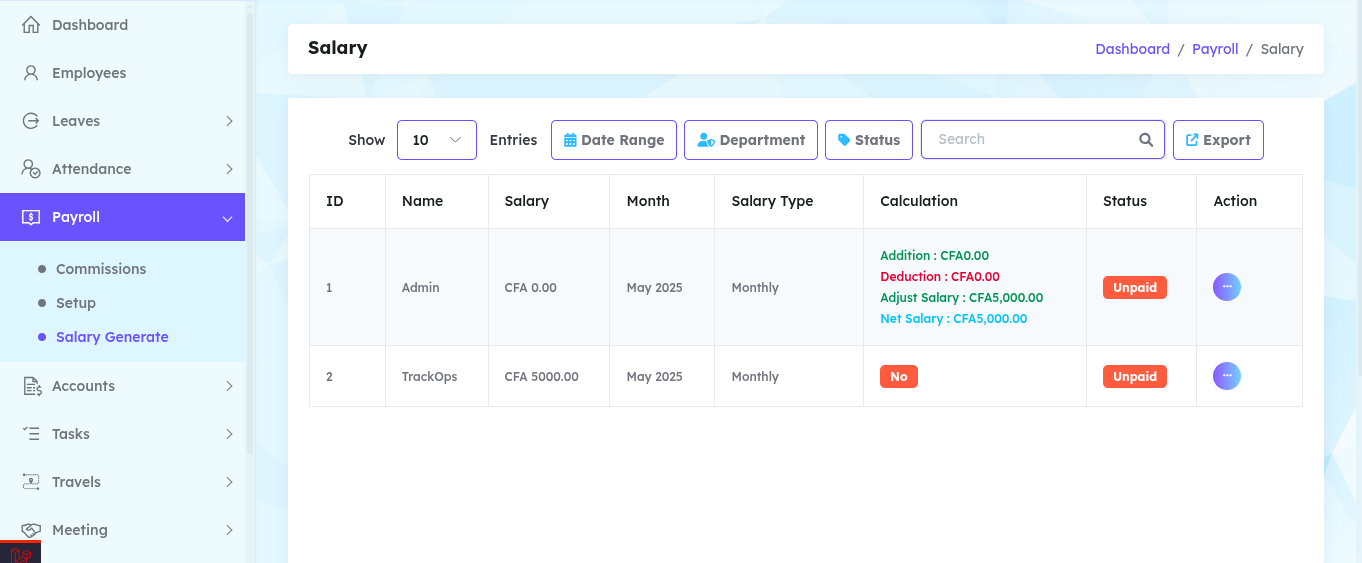 Dashboard
Employees
Leaves
Attendance
Payroll
Commissions
Setup
Salary Generate
Accounts
Tasks
Travels
Meeting
Salary
Dashboard / Payroll / Salary
Show 10 Entries Date Range Department Status Search Export
ID Name Salary Month Salary Type Calculation Status Action
1 Admin CFA 0.00 May 2025 Monthly
Addition : CFA0.00
Deduction : CFA0.00
Adjust Salary : CFA5,000.00
Net Salary : CFA5,000.00
Unpaid
2 TrackOps CFA 5000.00 May 2025 Monthly No Unpaid